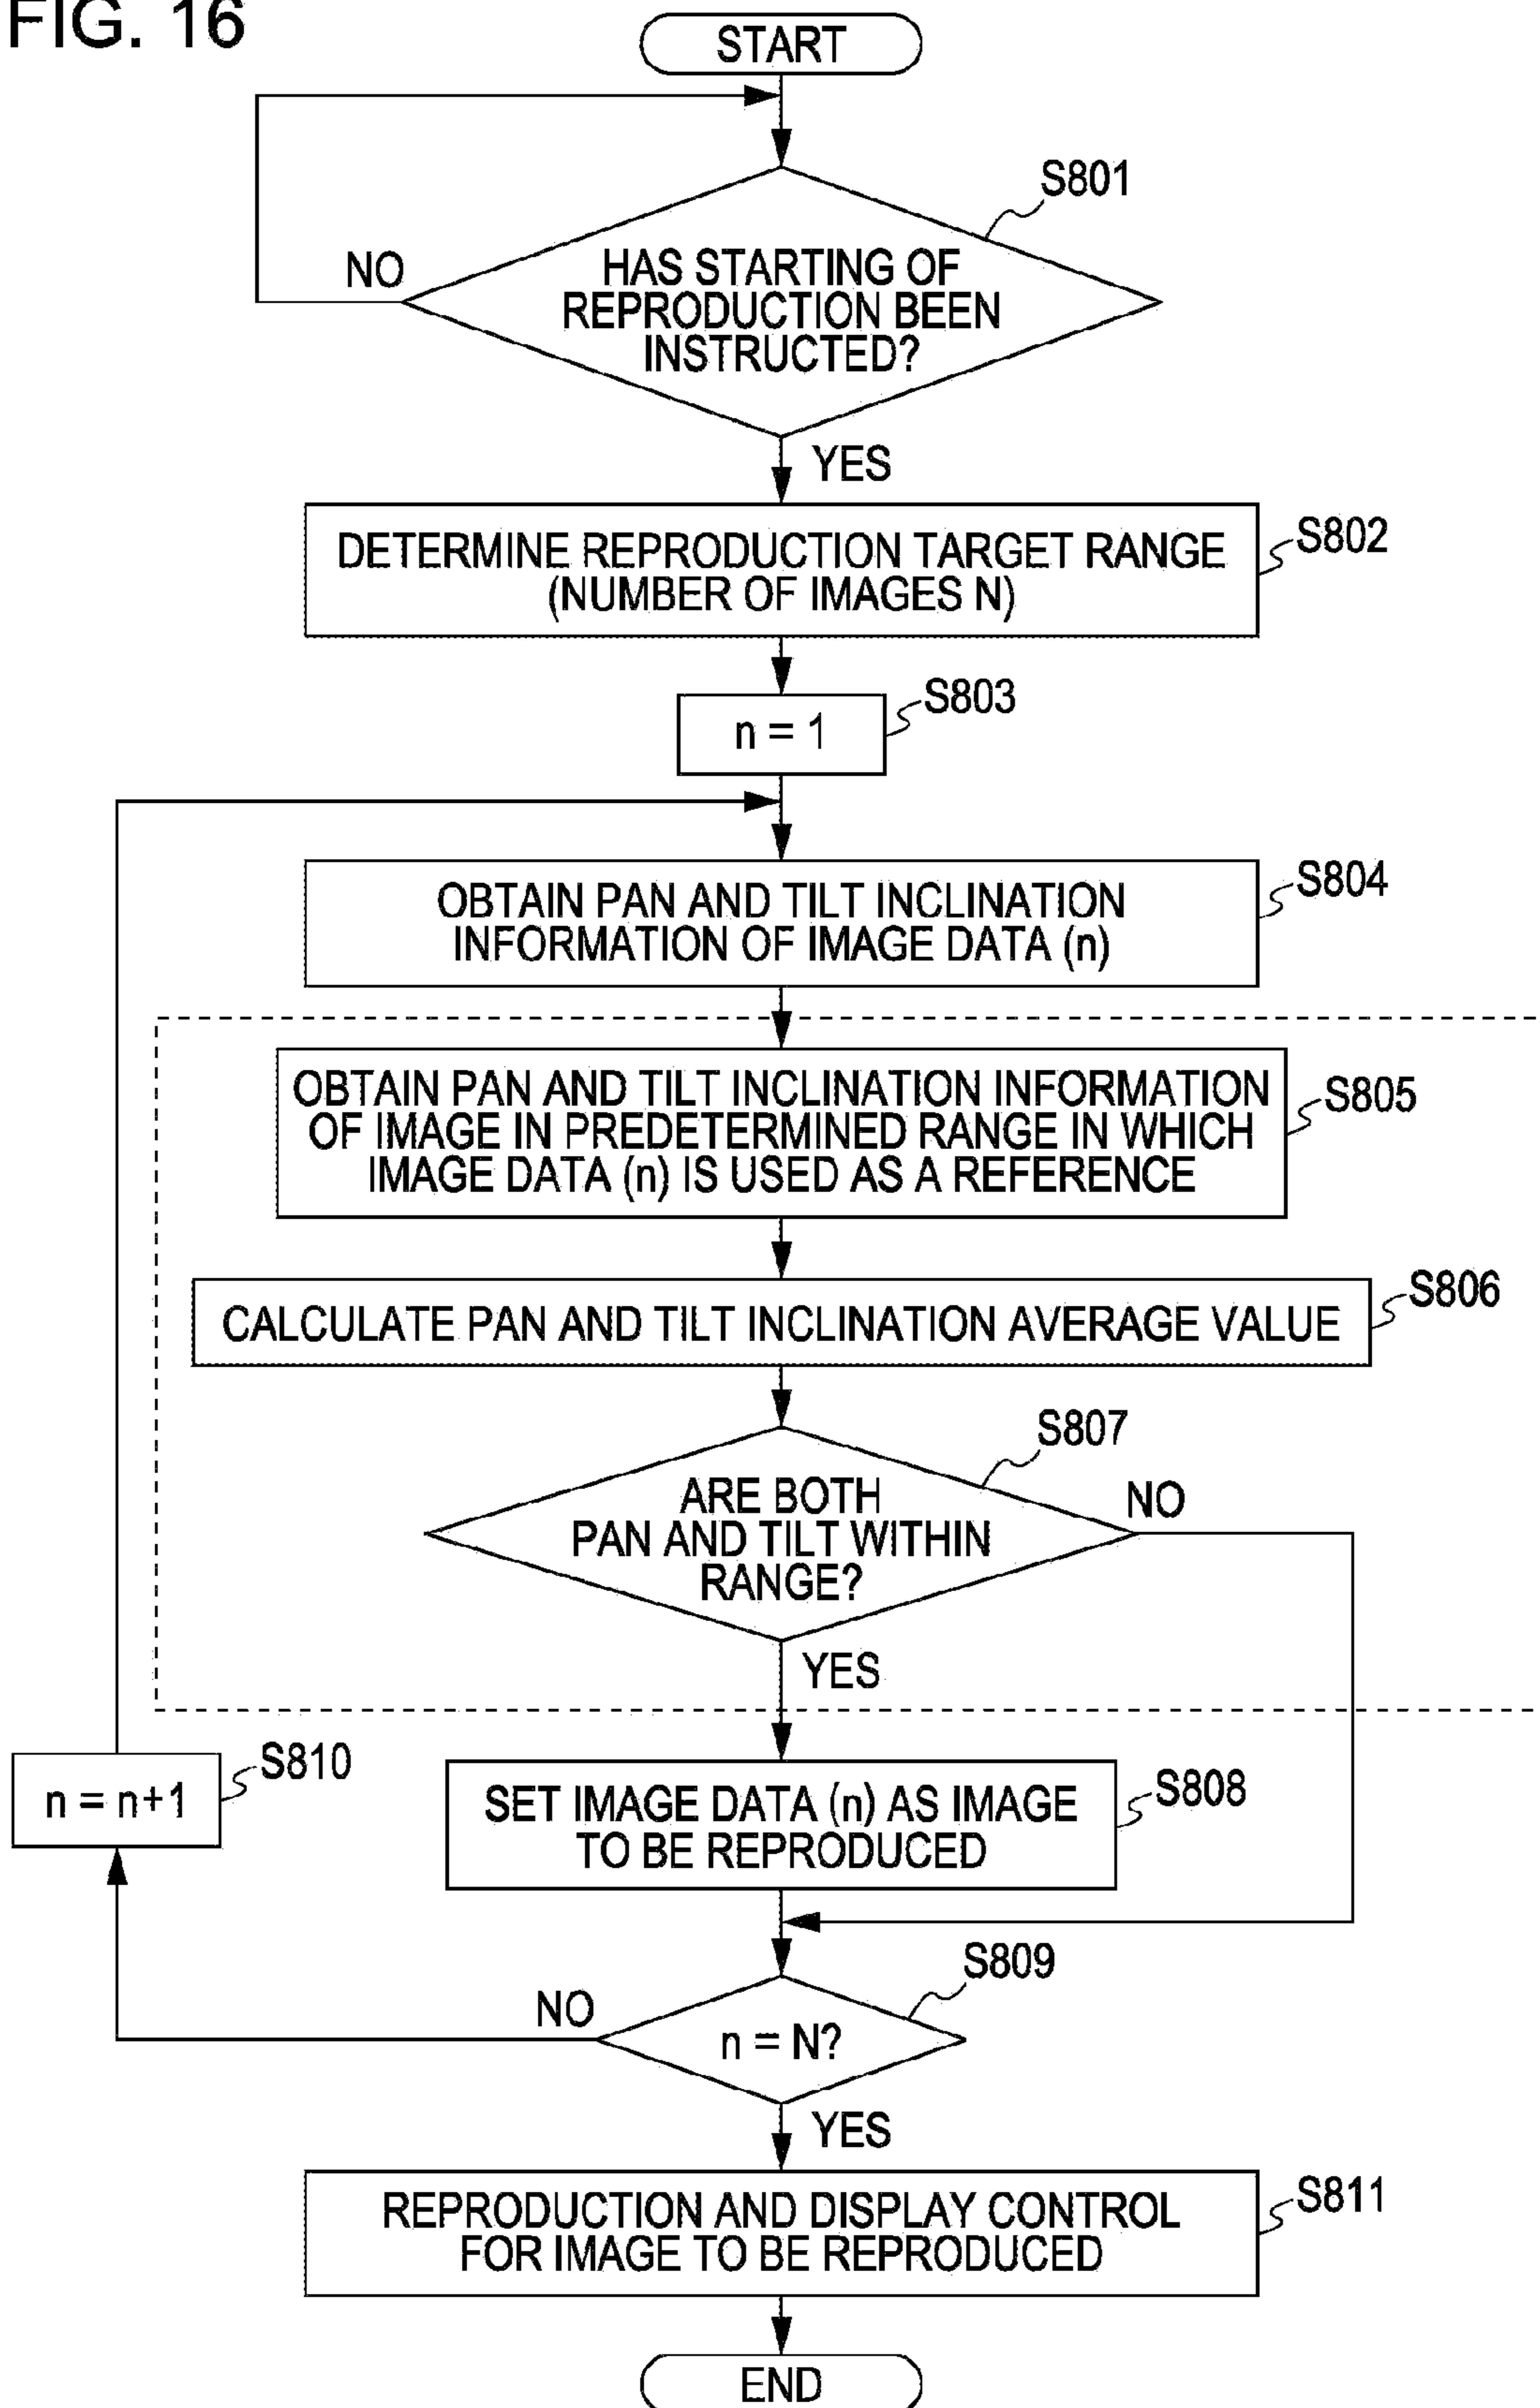 FIG. 16
START
S801
NO
HAS STARTING OF
REPRODUCTION BEEN
INSTRUCTED?
YES
S802
DETERMINE REPRODUCTION TARGET RANGE
(NUMBER OF IMAGES N)
S803
n = 1
S804
OBTAIN PAN AND TILT INCLINATION
INFORMATION OF IMAGE DATA (n)
S805
OBTAIN PAN AND TILT INCLINATION INFORMATION
OF IMAGE IN PREDETERMINED RANGE IN WHICH
IMAGE DATA (n) IS USED AS A REFERENCE
S806
CALCULATE PAN AND TILT INCLINATION AVERAGE VALUE
S807
ARE BOTH
PAN AND TILT WITHIN
RANGE?
NO
YES
S810
n = n+1
S808
SET IMAGE DATA (n) AS IMAGE
TO BE REPRODUCED
S809
NO
n = N?
YES
S811
REPRODUCTION AND DISPLAY CONTROL
FOR IMAGE TO BE REPRODUCED
END